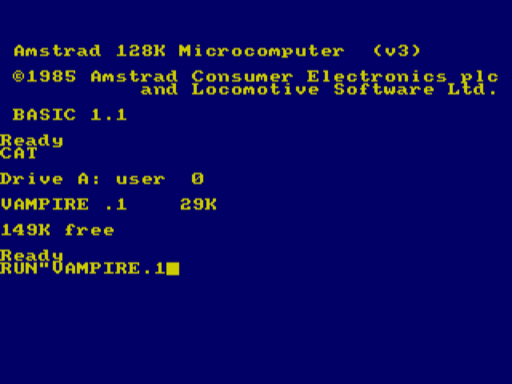 Amstrad 128K Microcomputer (v3)
©1985 Amstrad Consumer Electronics plc
and Locomotive Software Ltd.
BASIC 1.1
Ready
CAT
Drive A: user 0
VAMPIRE .1 29K
149K free
Ready
RUN"VAMPIRE.1